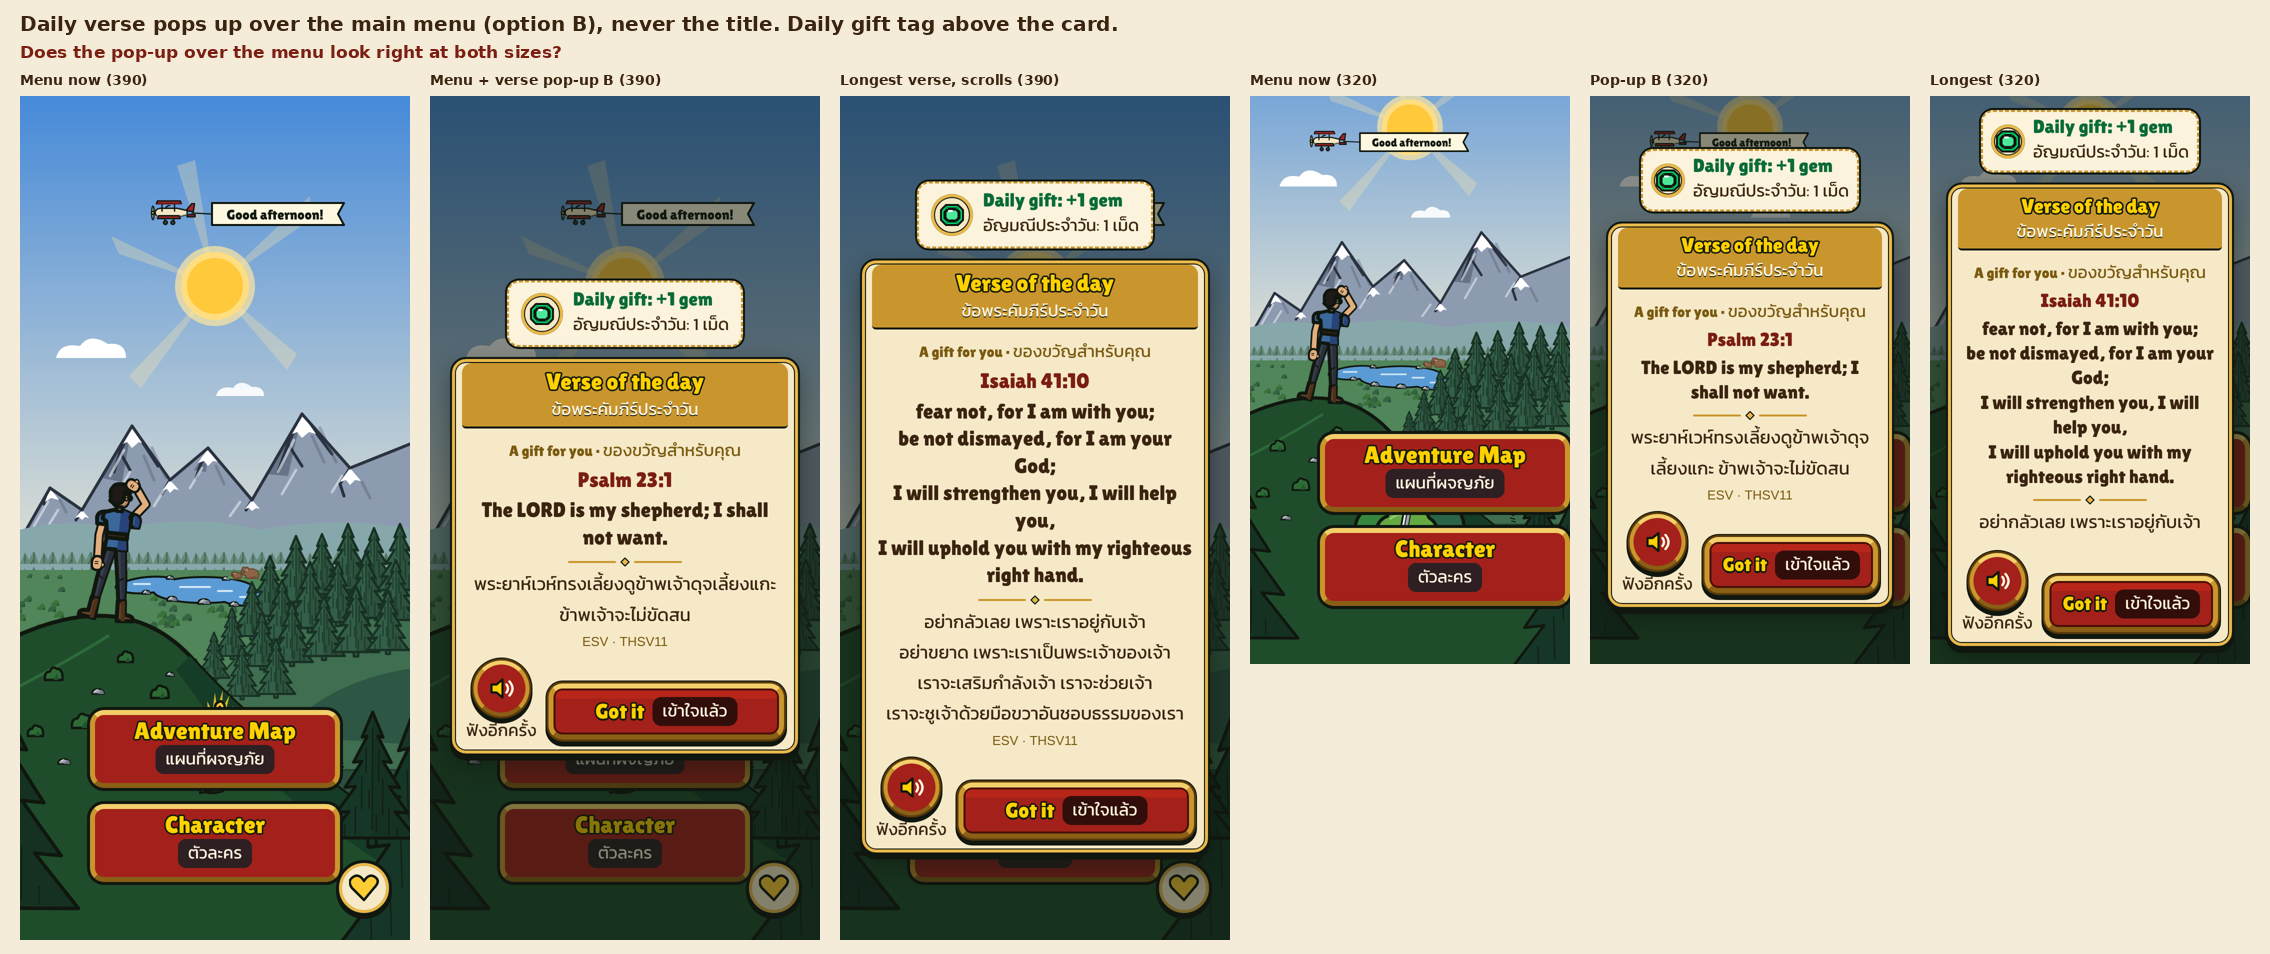 Daily verse pops up over the main menu (option B), never the title. Daily gift tag above the card.
Does the pop-up over the menu look right at both sizes?
Menu now (390)
Good afternoon!
Adventure Map
แผนที่ผจญภัย
Character
ตัวละคร
Menu + verse pop-up B (390)
Good afternoon!
Daily gift: +1 gem
อัญมณีประจำวัน: 1 เม็ด
Verse of the day
ข้อพระคัมภีร์ประจำวัน
A gift for you • ของขวัญสำหรับคุณ
Psalm 23:1
The LORD is my shepherd; I shall
not want.
พระยาห์เวห์ทรงเลี้ยงดูข้าพเจ้าดุจเลี้ยงแกะ
ข้าพเจ้าจะไม่ขัดสน
ESV · THSV11
ฟังอีกครั้ง
Got it เข้าใจแล้ว
แผนที่ผจญภัย
Character
ตัวละคร
Longest verse, scrolls (390)
Daily gift: +1 gem
อัญมณีประจำวัน: 1 เม็ด
Verse of the day
ข้อพระคัมภีร์ประจำวัน
A gift for you • ของขวัญสำหรับคุณ
Isaiah 41:10
fear not, for I am with you;
be not dismayed, for I am your
God;
I will strengthen you, I will help
you,
I will uphold you with my righteous
right hand.
อย่ากลัวเลย เพราะเราอยู่กับเจ้า
อย่าขยาด เพราะเราเป็นพระเจ้าของเจ้า
เราจะเสริมกำลังเจ้า เราจะช่วยเจ้า
เราจะชูเจ้าด้วยมือขวาอันชอบธรรมของเรา
ESV · THSV11
ฟังอีกครั้ง
Got it เข้าใจแล้ว
Menu now (320)
Good afternoon!
Adventure Map
แผนที่ผจญภัย
Character
ตัวละคร
Pop-up B (320)
Good afternoon!
Daily gift: +1 gem
อัญมณีประจำวัน: 1 เม็ด
Verse of the day
ข้อพระคัมภีร์ประจำวัน
A gift for you • ของขวัญสำหรับคุณ
Psalm 23:1
The LORD is my shepherd; I
shall not want.
พระยาห์เวห์ทรงเลี้ยงดูข้าพเจ้าดุจ
เลี้ยงแกะ ข้าพเจ้าจะไม่ขัดสน
ESV · THSV11
ฟังอีกครั้ง
Got it เข้าใจแล้ว
Longest (320)
Daily gift: +1 gem
อัญมณีประจำวัน: 1 เม็ด
Verse of the day
ข้อพระคัมภีร์ประจำวัน
A gift for you • ของขวัญสำหรับคุณ
Isaiah 41:10
fear not, for I am with you;
be not dismayed, for I am your
God;
I will strengthen you, I will
help you,
I will uphold you with my
righteous right hand.
อย่ากลัวเลย เพราะเราอยู่กับเจ้า
ฟังอีกครั้ง
Got it เข้าใจแล้ว